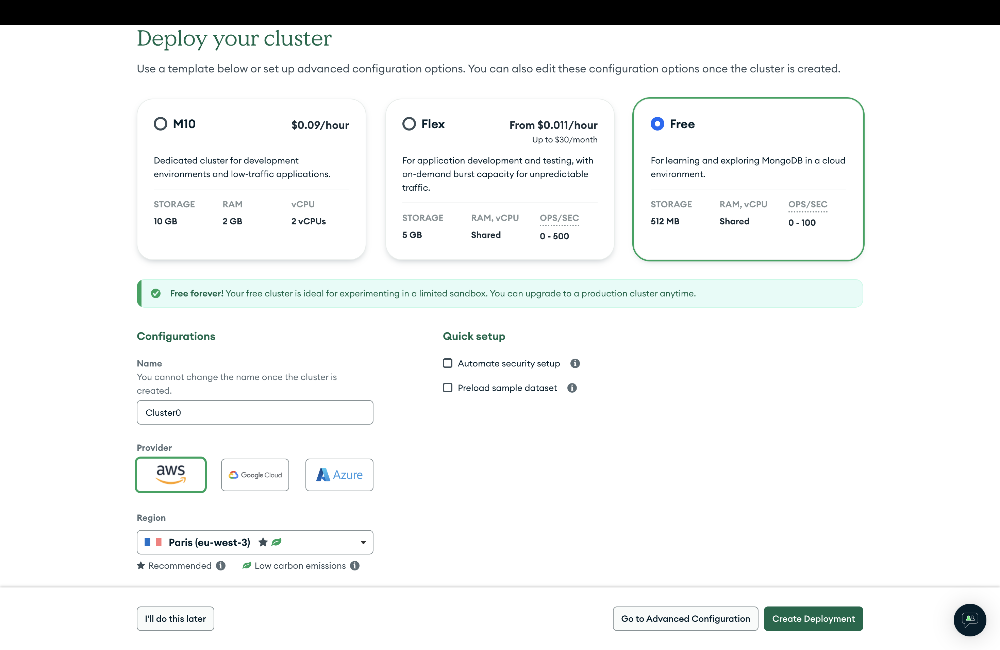 Deploy your cluster
Use a template below or set up advanced configuration options. You can also edit these configuration options once the cluster is created.
M10
$0.09/hour
Dedicated cluster for development
environments and low-traffic applications.
STORAGE RAM vCPU
10 GB 2 GB 2 vCPUs
Flex
From $0.011/hour
Up to $30/month
For application development and testing, with
on-demand burst capacity for unpredictable
traffic.
STORAGE RAM, vCPU OPS/SEC
5 GB Shared 0 - 500
Free
For learning and exploring MongoDB in a cloud
environment.
STORAGE RAM, vCPU OPS/SEC
512 MB Shared 0 - 100
Free forever! Your free cluster is ideal for experimenting in a limited sandbox. You can upgrade to a production cluster anytime.
Configurations
Name
You cannot change the name once the cluster is
created.
Cluster0
Provider
aws
Google Cloud
Azure
Region
Paris (eu-west-3)
Recommended
Low carbon emissions
Quick setup
Automate security setup
Preload sample dataset
I'll do this later
Go to Advanced Configuration
Create Deployment